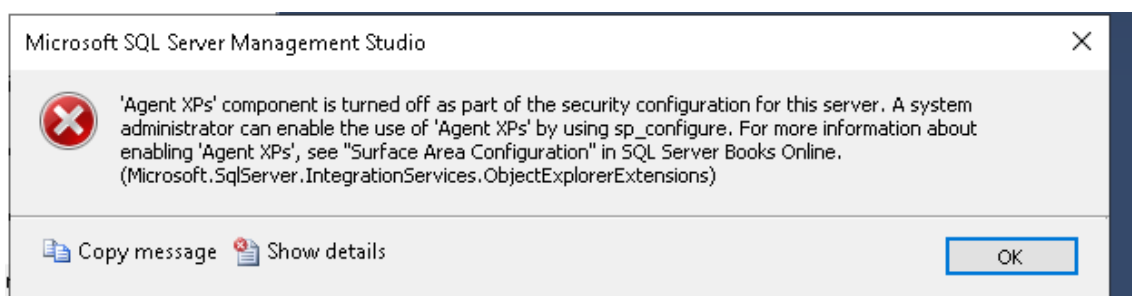 Microsoft SQL Server Management Studio
'Agent XPs' component is turned off as part of the security configuration for this server. A system
administrator can enable the use of 'Agent XPs' by using sp_configure. For more information about
enabling 'Agent XPs', see "Surface Area Configuration" in SQL Server Books Online.
(Microsoft.SqlServer.IntegrationServices.ObjectExplorerExtensions)
Copy message Show details OK